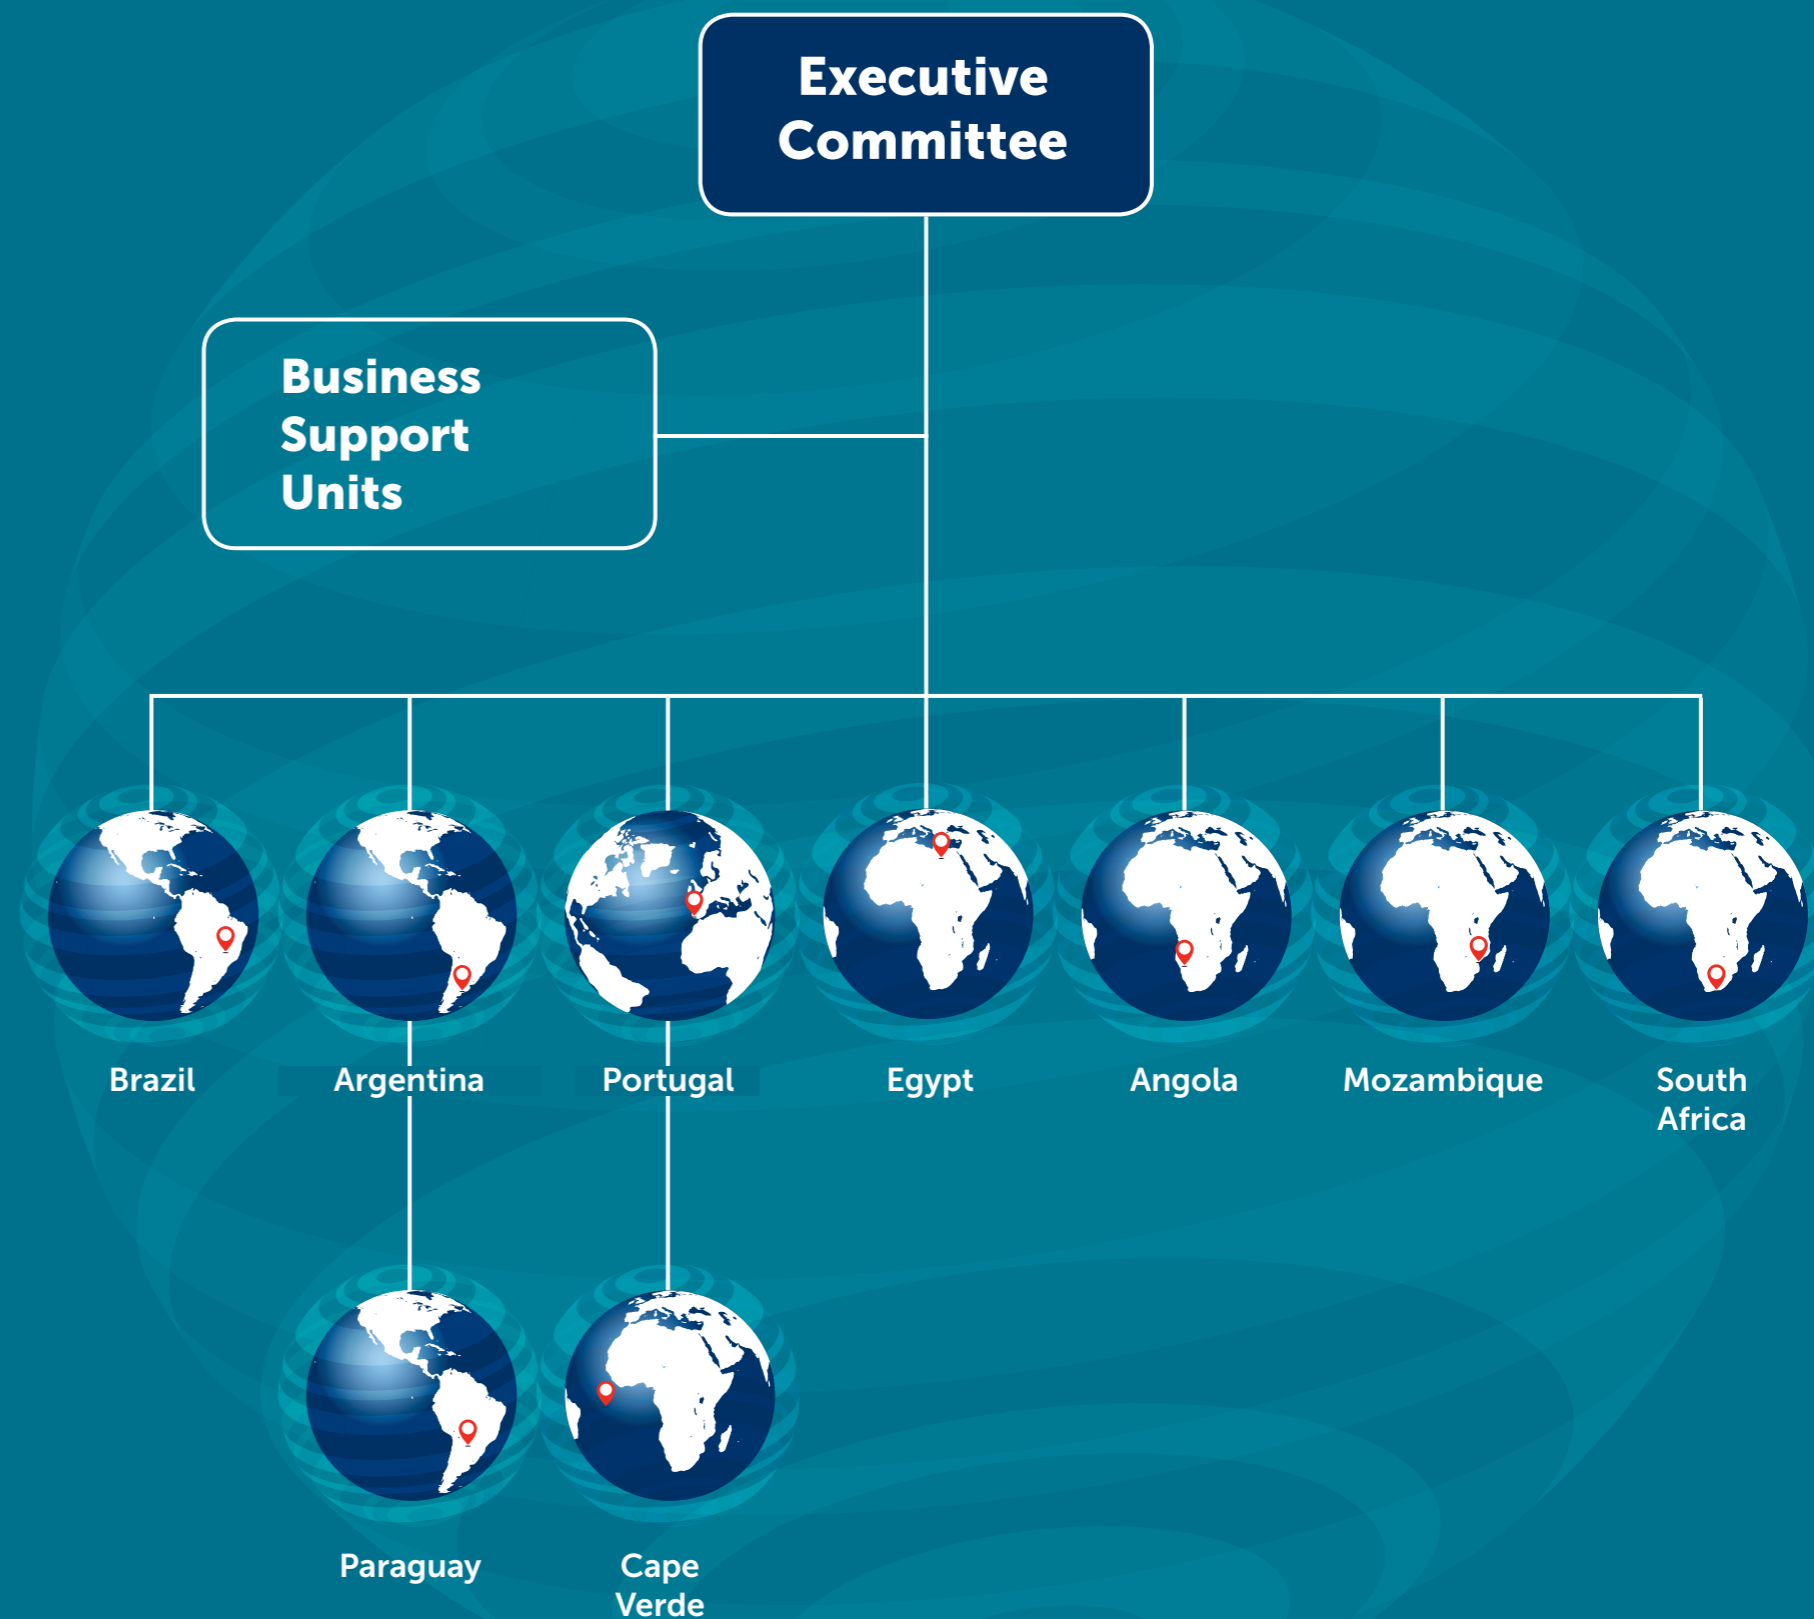 Executive
Committee
Business
Support
Units
Brazil
Argentina
Portugal
Egypt
Angola
Mozambique
South
Africa
Paraguay
Cape
Verde